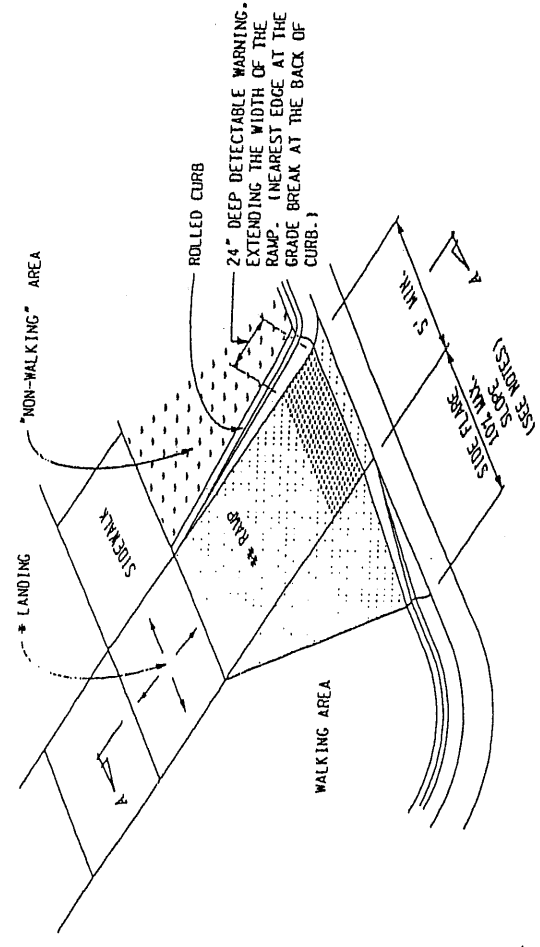 "NON-WALKING" AREA
* LANDING
SIDEWALK
ROLLED CURB
24" DEEP DETECTABLE WARNING.
EXTENDING THE WIDTH OF THE
RAMP. (NEAREST EDGE AT THE
GRADE BREAK AT THE BACK OF
CURB.)
** RAMP
A
WALKING AREA
5' MIN.
A
SIDE FLARE
10% MAX.
SLOPE
(SEE NOTES)